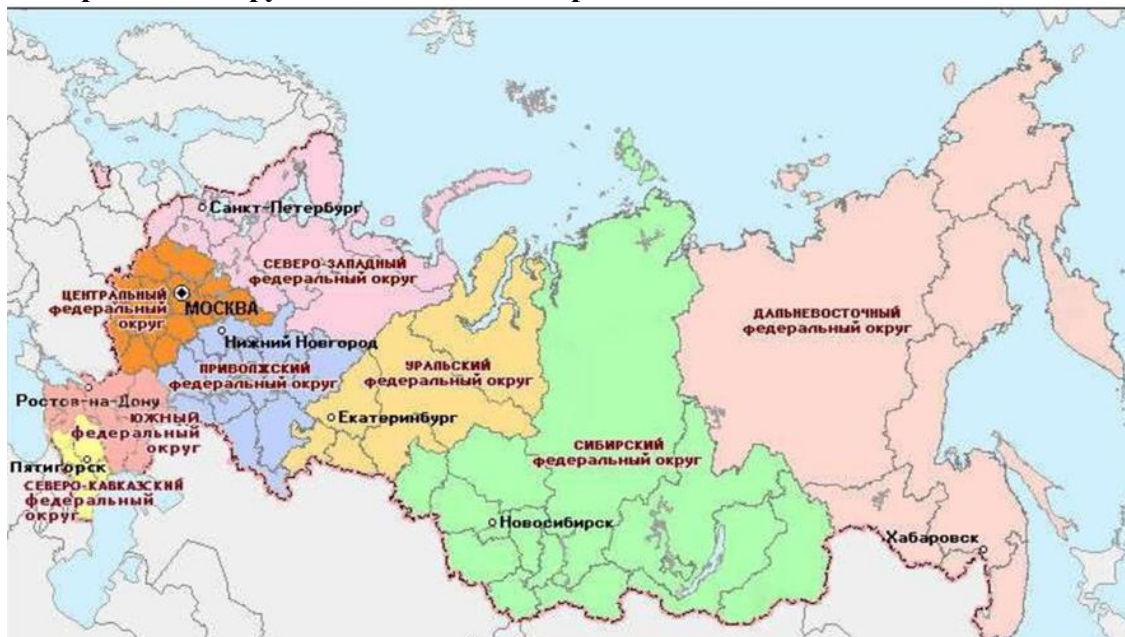 Санкт-Петербург
СЕВЕРО-ЗАПАДНЫЙ
федеральный округ
ЦЕНТРАЛЬНЫЙ
федеральный
округ
МОСКВА
Нижний Новгород
ПРИВОЛЖСКИЙ
федеральный округ
УРАЛЬСКИЙ
федеральный округ
ДАЛЬНЕВОСТОЧНЫЙ
федеральный округ
Ростов-на-Дону
ЮЖНЫЙ
федеральный
округ
Екатеринбург
Пятигорск
СЕВЕРО-КАВКАЗСКИЙ
федеральный
округ
СИБИРСКИЙ
федеральный округ
Новосибирск
Хабаровск